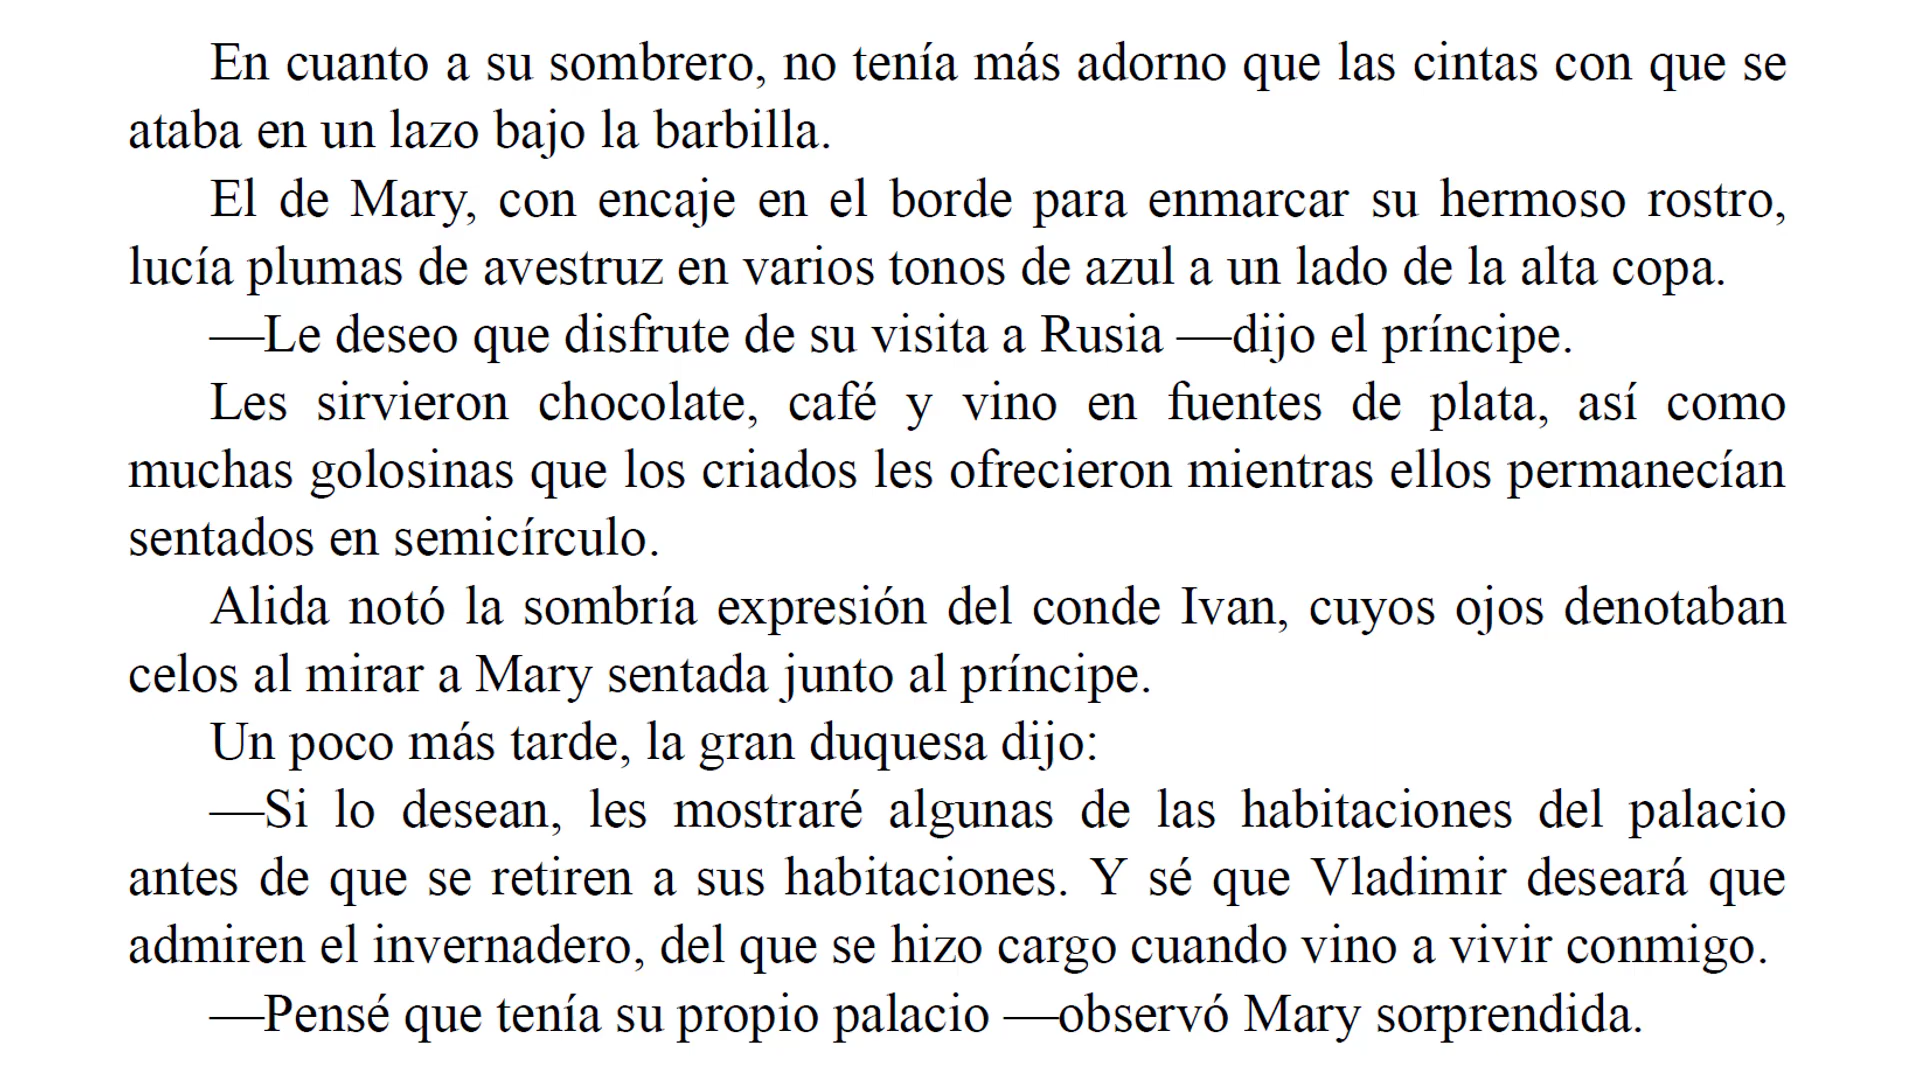 En cuanto a su sombrero, no tenía más adorno que las cintas con que se
ataba en un lazo bajo la barbilla.
El de Mary, con encaje en el borde para enmarcar su hermoso rostro,
lucía plumas de avestruz en varios tonos de azul a un lado de la alta copa.
—Le deseo que disfrute de su visita a Rusia —dijo el príncipe.
Les sirvieron chocolate, café y vino en fuentes de plata, así como
muchas golosinas que los criados les ofrecieron mientras ellos permanecían
sentados en semicírculo.
Alida notó la sombría expresión del conde Ivan, cuyos ojos denotaban
celos al mirar a Mary sentada junto al príncipe.
Un poco más tarde, la gran duquesa dijo:
—Si lo desean, les mostraré algunas de las habitaciones del palacio
antes de que se retiren a sus habitaciones. Y sé que Vladimir deseará que
admiren el invernadero, del que se hizo cargo cuando vino a vivir conmigo.
—Pensé que tenía su propio palacio —observó Mary sorprendida.